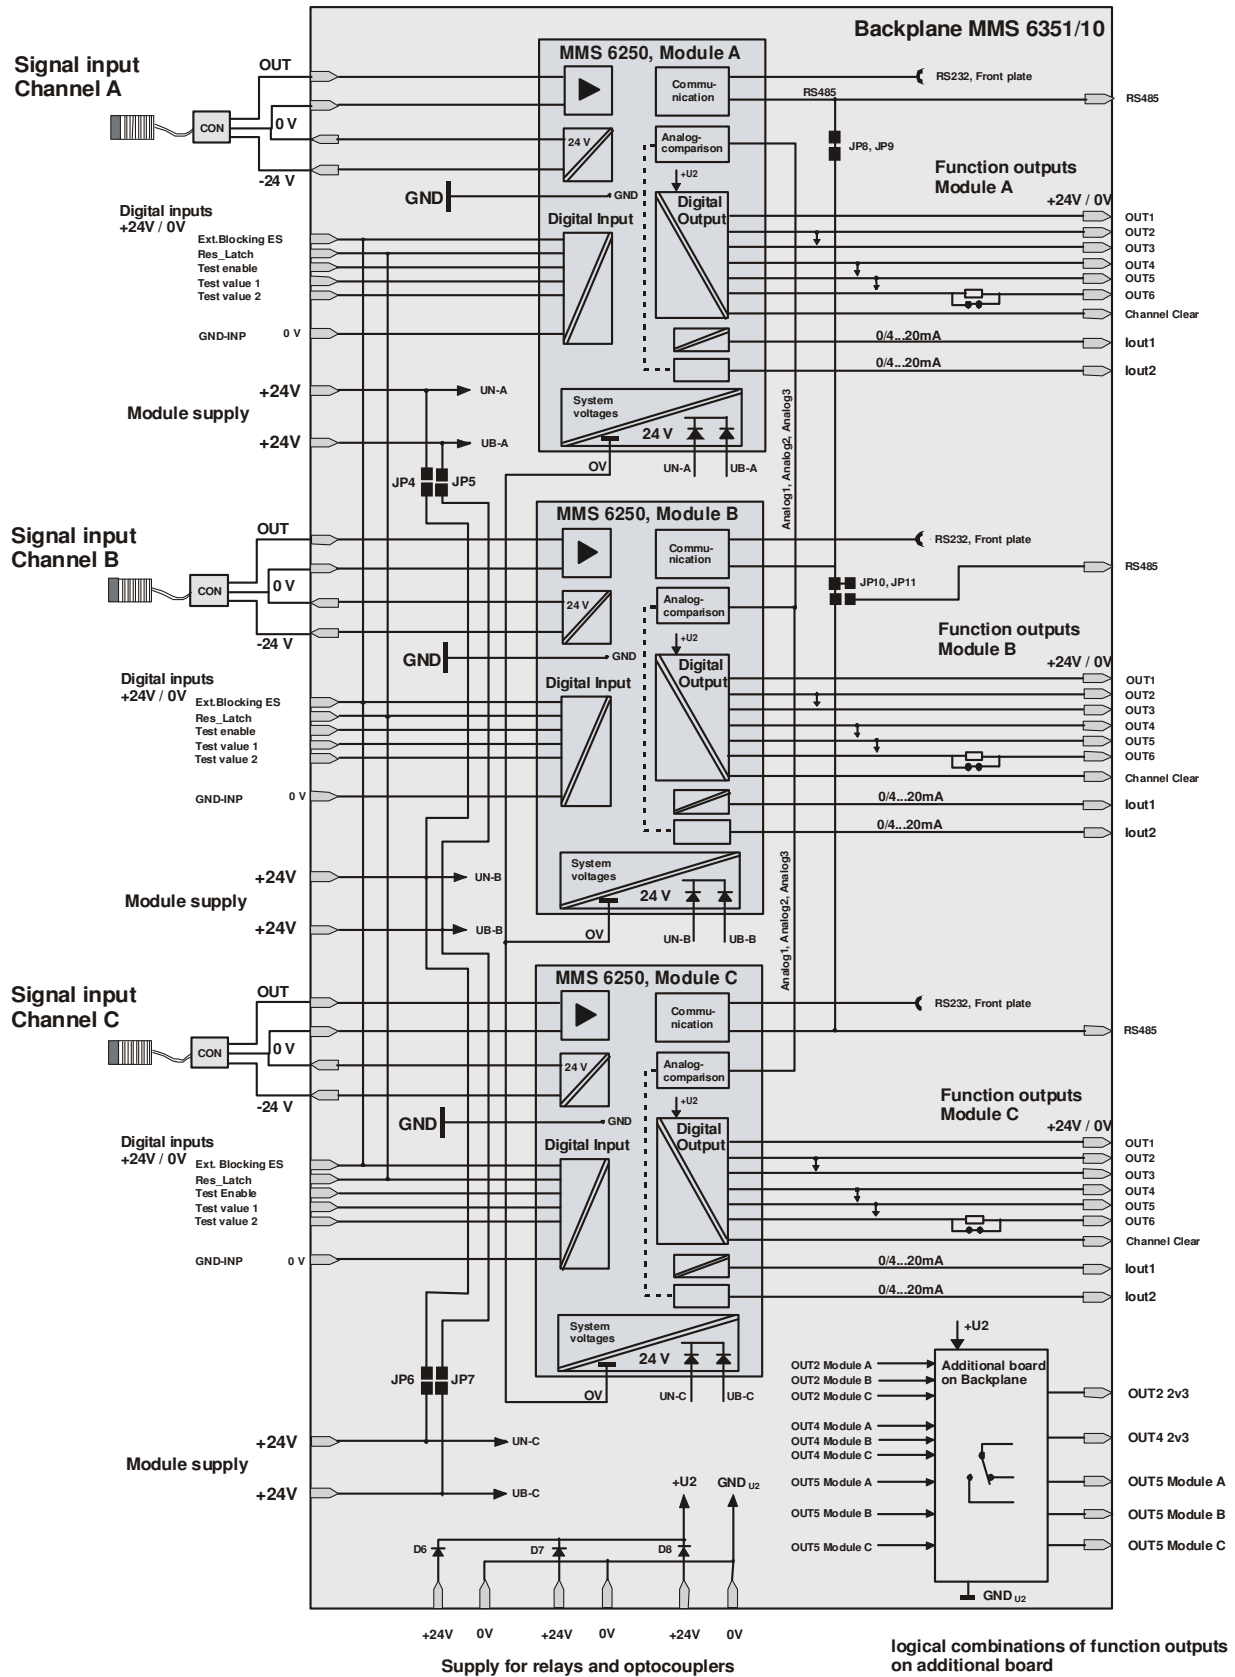 Backplane MMS 6351/10
Signal input
Channel A
OUT
0 V
CON
-24 V
MMS 6250, Module A
Commu-
nication
RS232, Front plate
RS485
RS485
24 V
Analog-
comparison
JP8, JP9
+U2
GND
GND
Digital Input
Digital
Output
Function outputs
Module A
+24V / 0V
Digital inputs
+24V / 0V
Ext.Blocking ES
Res_Latch
Test enable
Test value 1
Test value 2
GND-INP
0 V
OUT1
OUT2
OUT3
OUT4
OUT5
OUT6
Channel Clear
0/4...20mA
Iout1
0/4...20mA
Iout2
+24V
UN-A
Module supply
+24V
UB-A
System
voltages
24 V
OV
UN-A
UB-A
JP4
JP5
Analog1, Analog2, Analog3
Signal input
Channel B
OUT
0 V
CON
-24 V
MMS 6250, Module B
Commu-
nication
RS232, Front plate
RS485
JP10, JP11
24 V
Analog-
comparison
+U2
GND
GND
Digital Input
Digital
Output
Function outputs
Module B
+24V / 0V
Digital inputs
+24V / 0V
Ext.Blocking ES
Res_Latch
Test enable
Test value 1
Test value 2
GND-INP
0 V
OUT1
OUT2
OUT3
OUT4
OUT5
OUT6
Channel Clear
0/4...20mA
Iout1
0/4...20mA
Iout2
+24V
UN-B
Module supply
+24V
UB-B
System
voltages
24 V
OV
UN-B
UB-B
Analog1, Analog2, Analog3
Signal input
Channel C
OUT
0 V
CON
-24 V
MMS 6250, Module C
Commu-
nication
RS232, Front plate
RS485
24 V
Analog-
comparison
+U2
GND
GND
Digital Input
Digital
Output
Function outputs
Module C
+24V / 0V
Digital inputs
+24V / 0V
Ext. Blocking ES
Res_Latch
Test Enable
Test value 1
Test value 2
GND-INP
0 V
OUT1
OUT2
OUT3
OUT4
OUT5
OUT6
Channel Clear
0/4...20mA
Iout1
0/4...20mA
Iout2
System
voltages
24 V
OV
UN-C
UB-C
JP6
JP7
+24V
UN-C
Module supply
+24V
UB-C
+U2
Additional board
on Backplane
OUT2 Module A
OUT2 Module B
OUT2 Module C
OUT4 Module A
OUT4 Module B
OUT4 Module C
OUT5 Module A
OUT5 Module B
OUT5 Module C
OUT2 2v3
OUT4 2v3
OUT5 Module A
OUT5 Module B
OUT5 Module C
GND U2
+U2
GND U2
D6
D7
D8
+24V
0V
+24V
0V
+24V
0V
Supply for relays and optocouplers
logical combinations of function outputs
on additional board